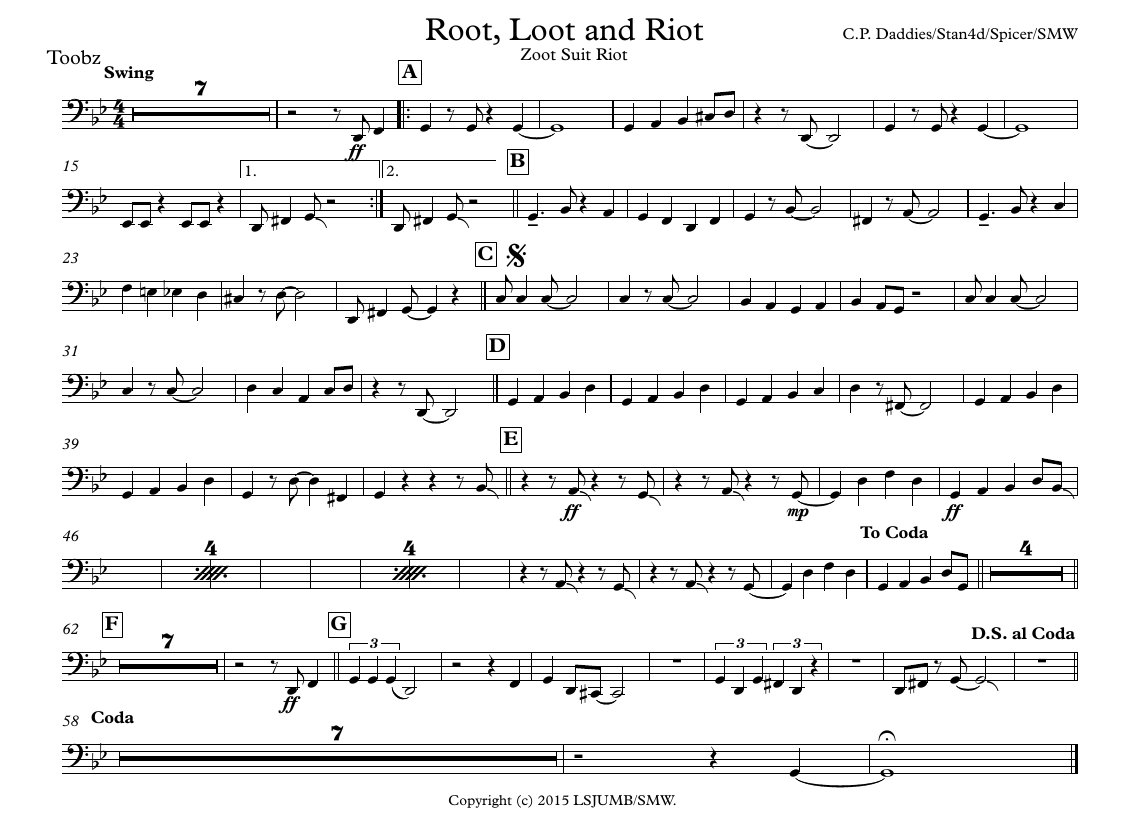 Root, Loot and Riot
Zoot Suit Riot
C.P. Daddies/Stan4d/Spicer/SMW
Toobz
Swing
7 A
ff
15 1. 2. B
23 C
31 D
39 E
ff mp ff
46 4 4 To Coda 4
62 F 7 G 3 3 3 D.S. al Coda
ff
58 Coda 7
Copyright (c) 2015 LSJUMB/SMW.